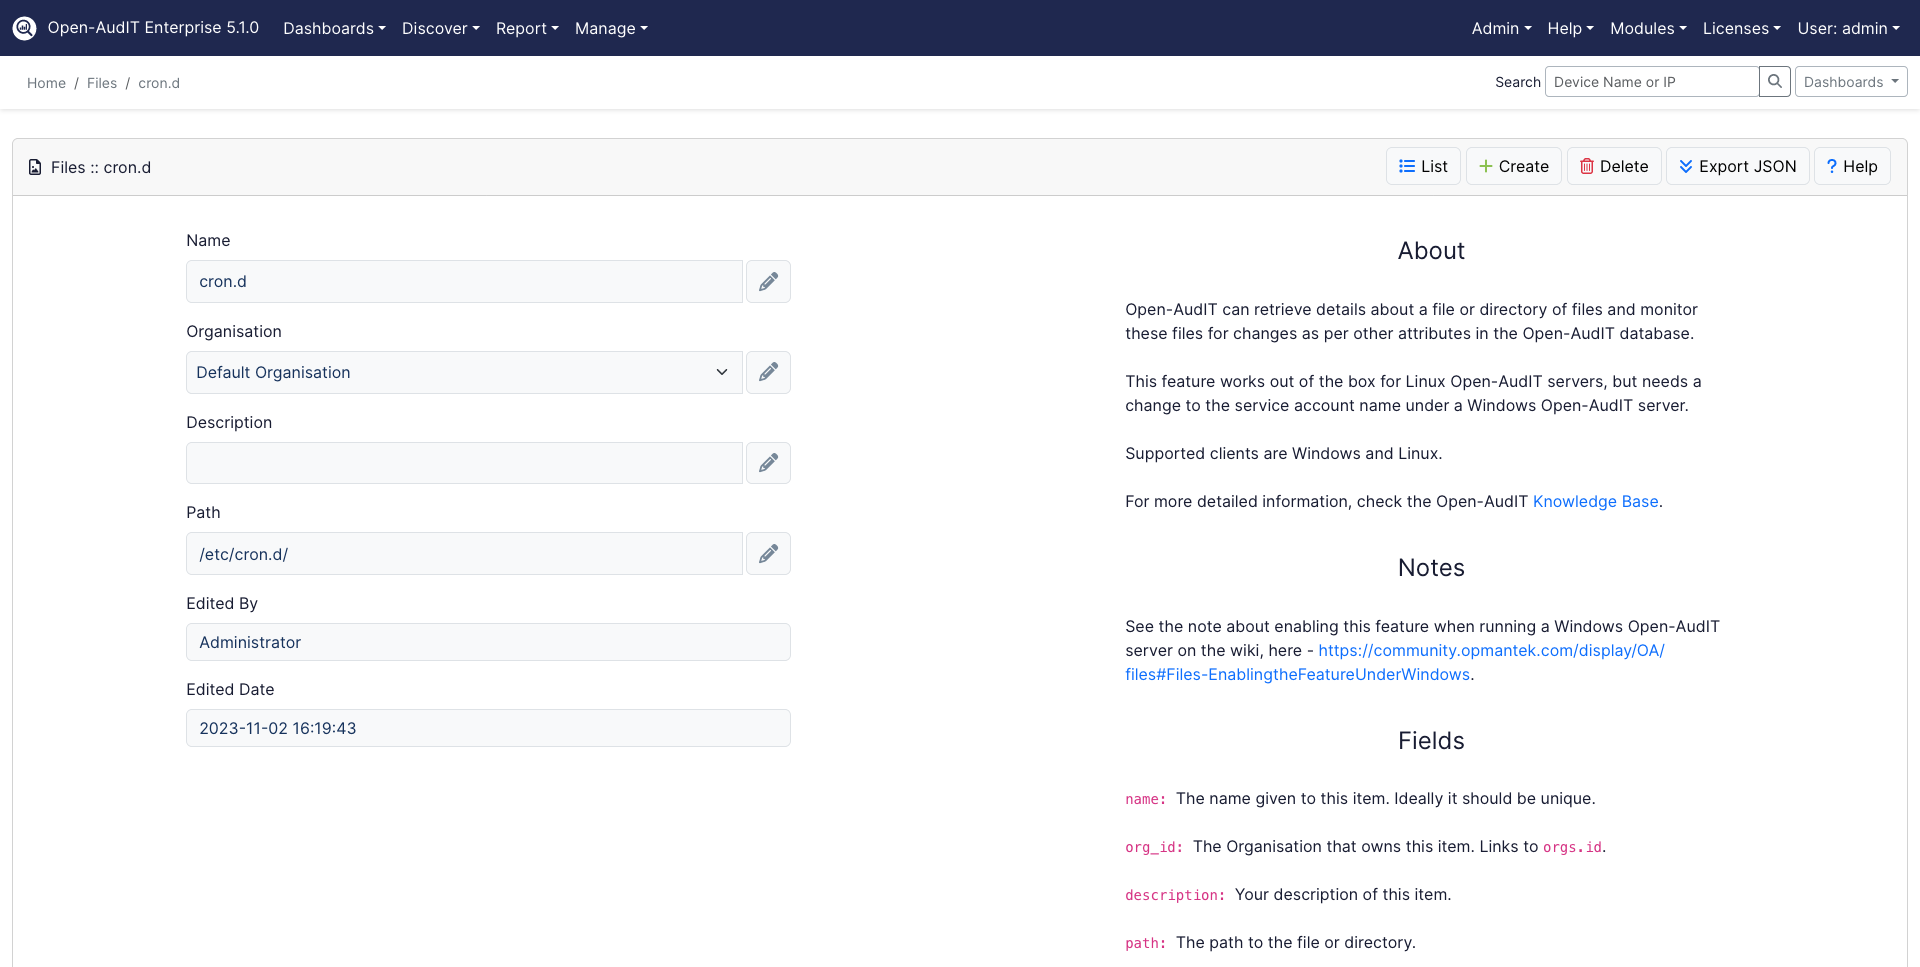 Open-AudIT Enterprise 5.1.0 Dashboards Discover Report Manage Admin Help Modules Licenses User: admin
Home / Files / cron.d Search Device Name or IP Dashboards
Files :: cron.d List Create Delete Export JSON ? Help
Name
cron.d
Organisation
Default Organisation
Description
Path
/etc/cron.d/
Edited By
Administrator
Edited Date
2023-11-02 16:19:43
About
Open-AudIT can retrieve details about a file or directory of files and monitor
these files for changes as per other attributes in the Open-AudIT database.
This feature works out of the box for Linux Open-AudIT servers, but needs a
change to the service account name under a Windows Open-AudIT server.
Supported clients are Windows and Linux.
For more detailed information, check the Open-AudIT Knowledge Base.
Notes
See the note about enabling this feature when running a Windows Open-AudIT
server on the wiki, here - https://community.opmantek.com/display/OA/
files#Files-EnablingtheFeatureUnderWindows.
Fields
name: The name given to this item. Ideally it should be unique.
org_id: The Organisation that owns this item. Links to orgs.id.
description: Your description of this item.
path: The path to the file or directory.